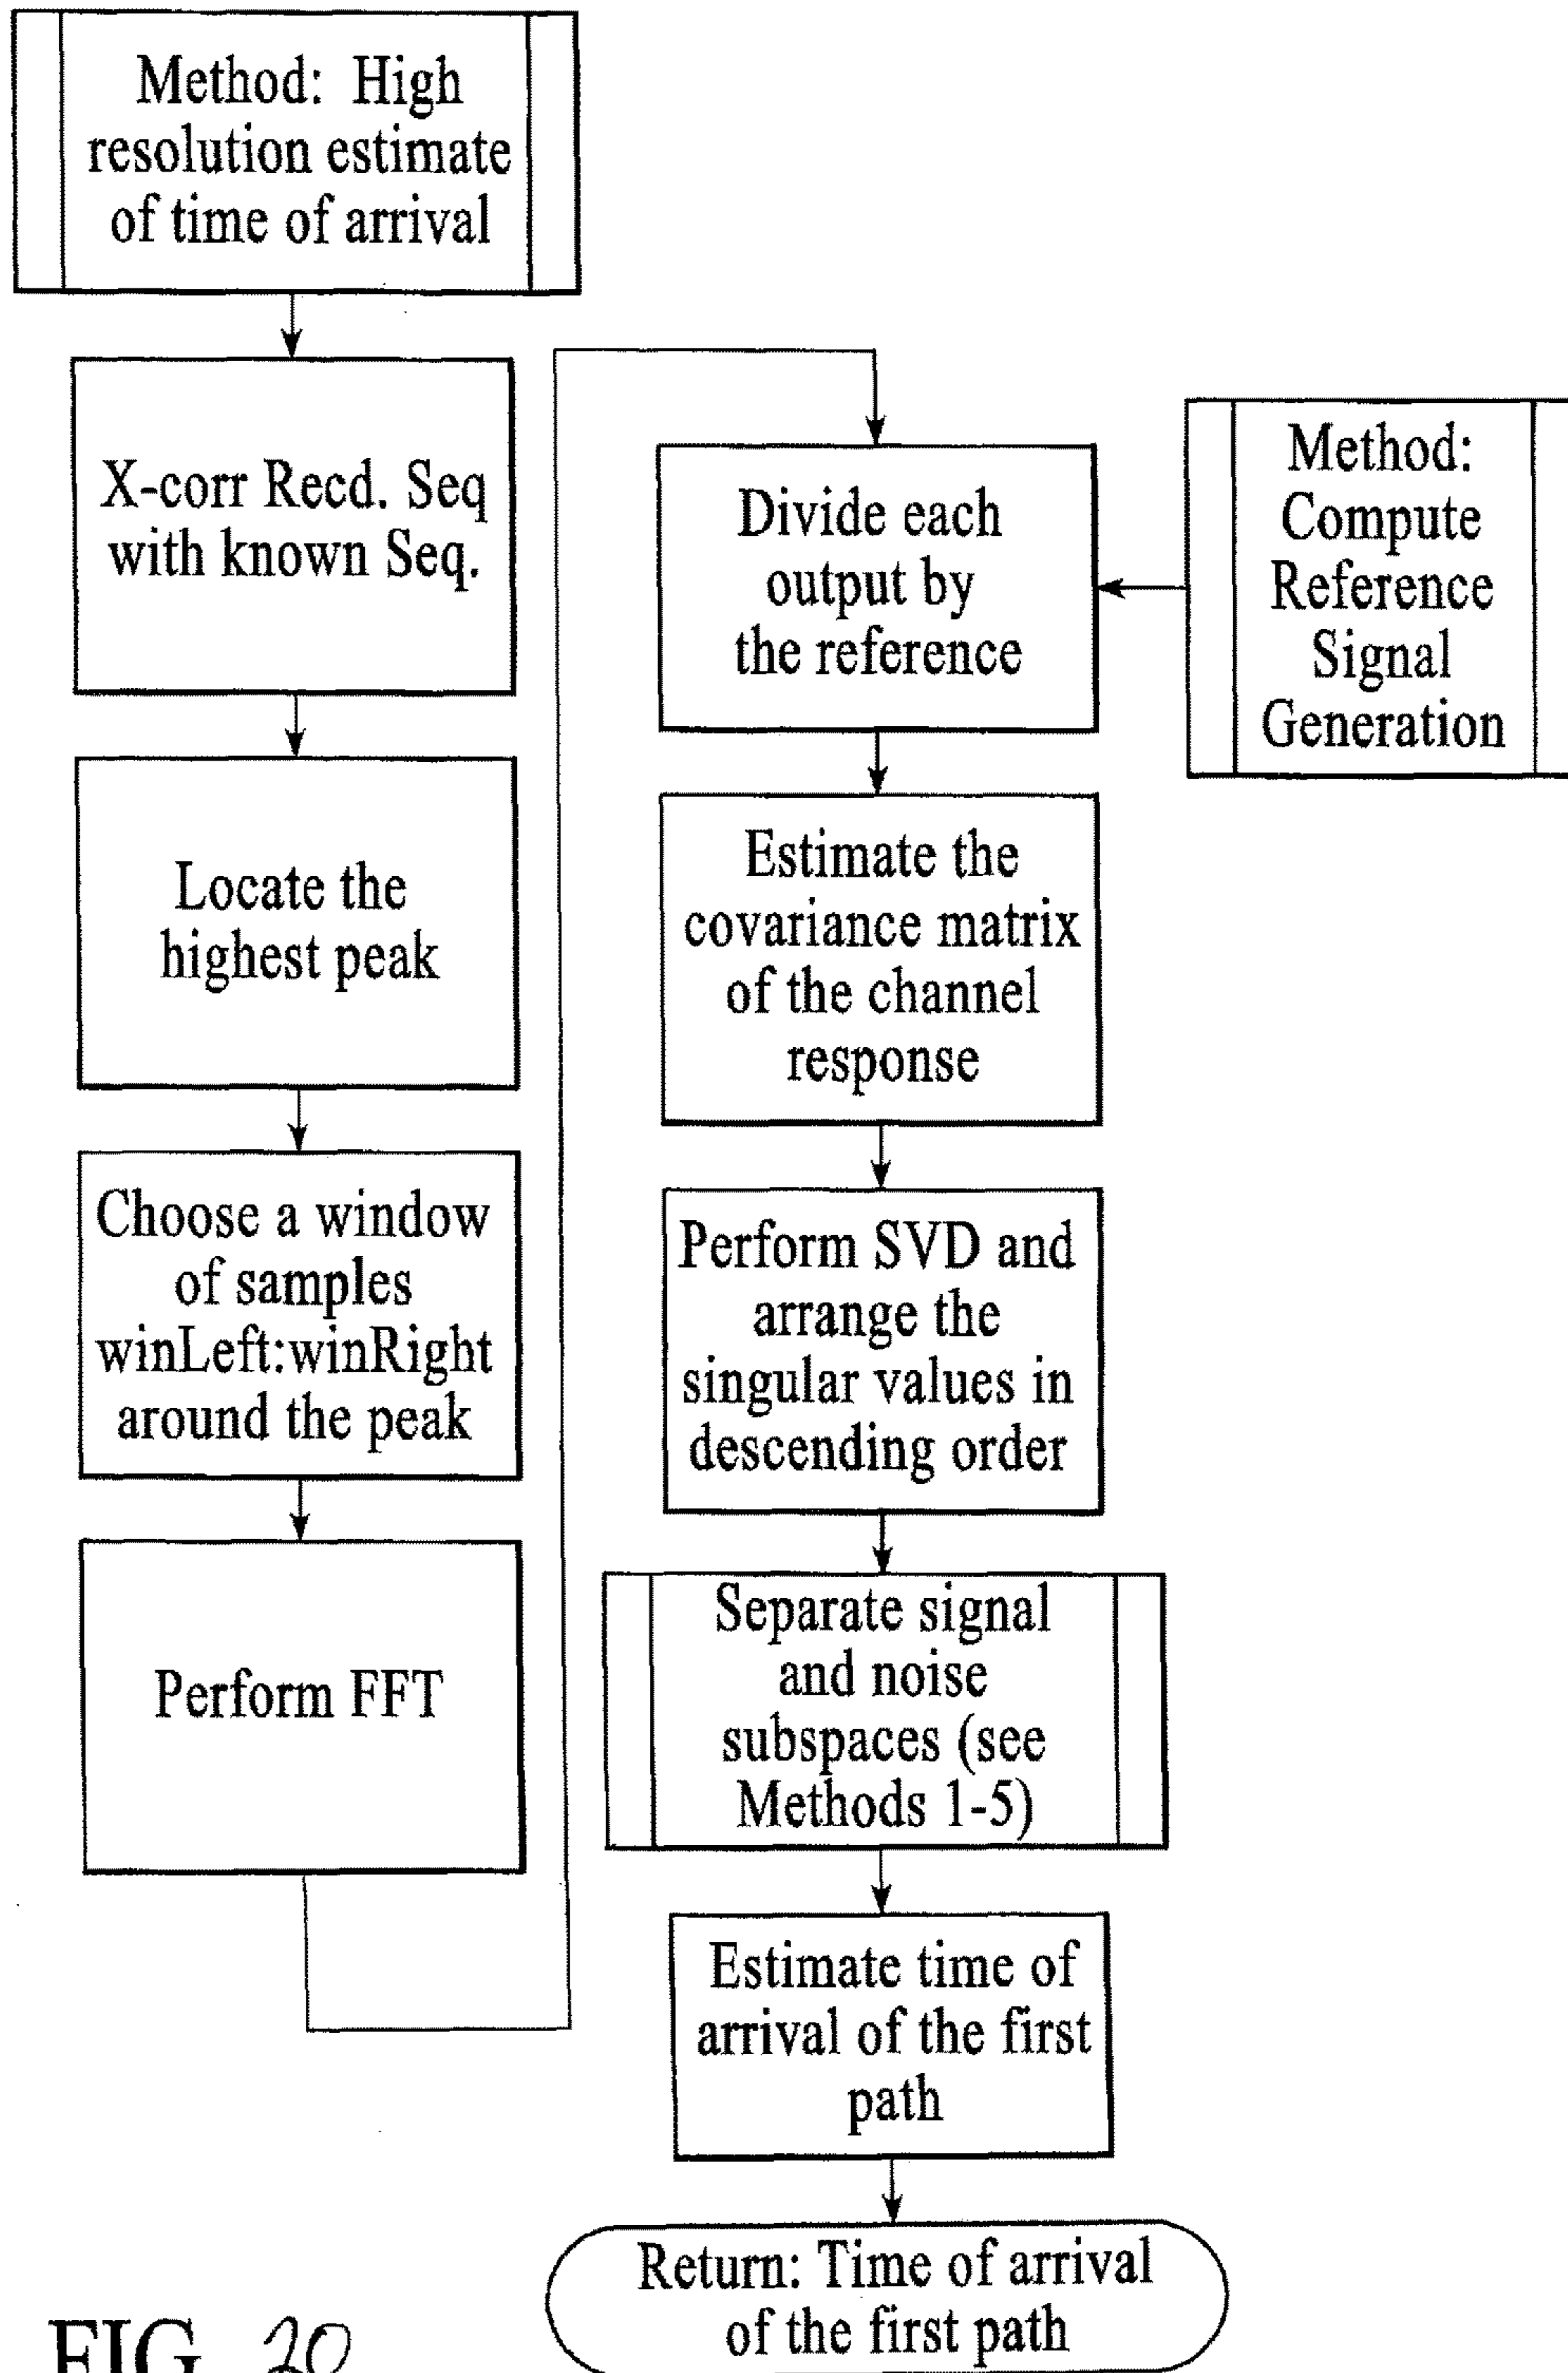 Method: High
resolution estimate
of time of arrival
X-corr Recd. Seq
with known Seq.
Locate the
highest peak
Choose a window
of samples
winLeft:winRight
around the peak
Perform FFT
Divide each
output by
the reference
Method:
Compute
Reference
Signal
Generation
Estimate the
covariance matrix
of the channel
response
Perform SVD and
arrange the
singular values in
descending order
Separate signal
and noise
subspaces (see
Methods 1-5)
Estimate time of
arrival of the first
path
Return: Time of arrival
of the first path
FIG. 20